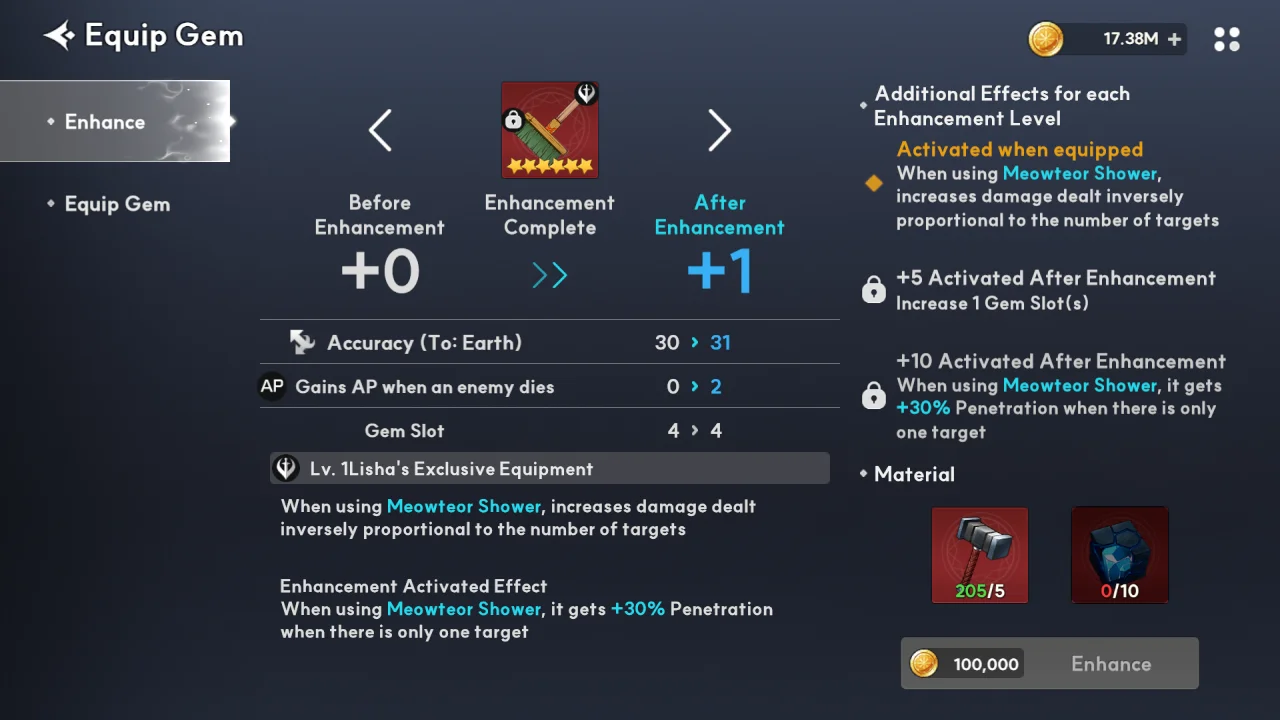 Equip Gem
17.38M +
Enhance
Equip Gem
Before
Enhancement
+0
Enhancement
Complete
After
Enhancement
+1
Accuracy (To: Earth) 30 31
AP Gains AP when an enemy dies 0 2
Gem Slot 4 4
Lv. 1Lisha's Exclusive Equipment
When using Meowteor Shower, increases damage dealt
inversely proportional to the number of targets
Enhancement Activated Effect
When using Meowteor Shower, it gets +30% Penetration
when there is only one target
Additional Effects for each
Enhancement Level
Activated when equipped
When using Meowteor Shower,
increases damage dealt inversely
proportional to the number of targets
+5 Activated After Enhancement
Increase 1 Gem Slot(s)
+10 Activated After Enhancement
When using Meowteor Shower, it gets
+30% Penetration when there is only
one target
Material
205/5
0/10
100,000 Enhance